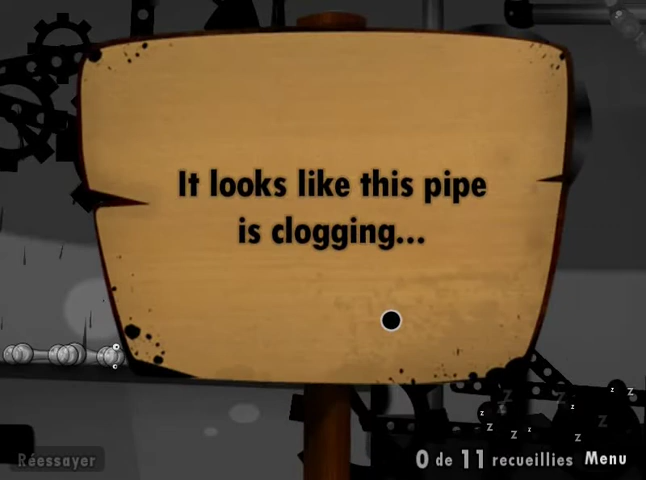 It looks like this pipe
is clogging...
Réessayer
0 de 11 recueillies Menu